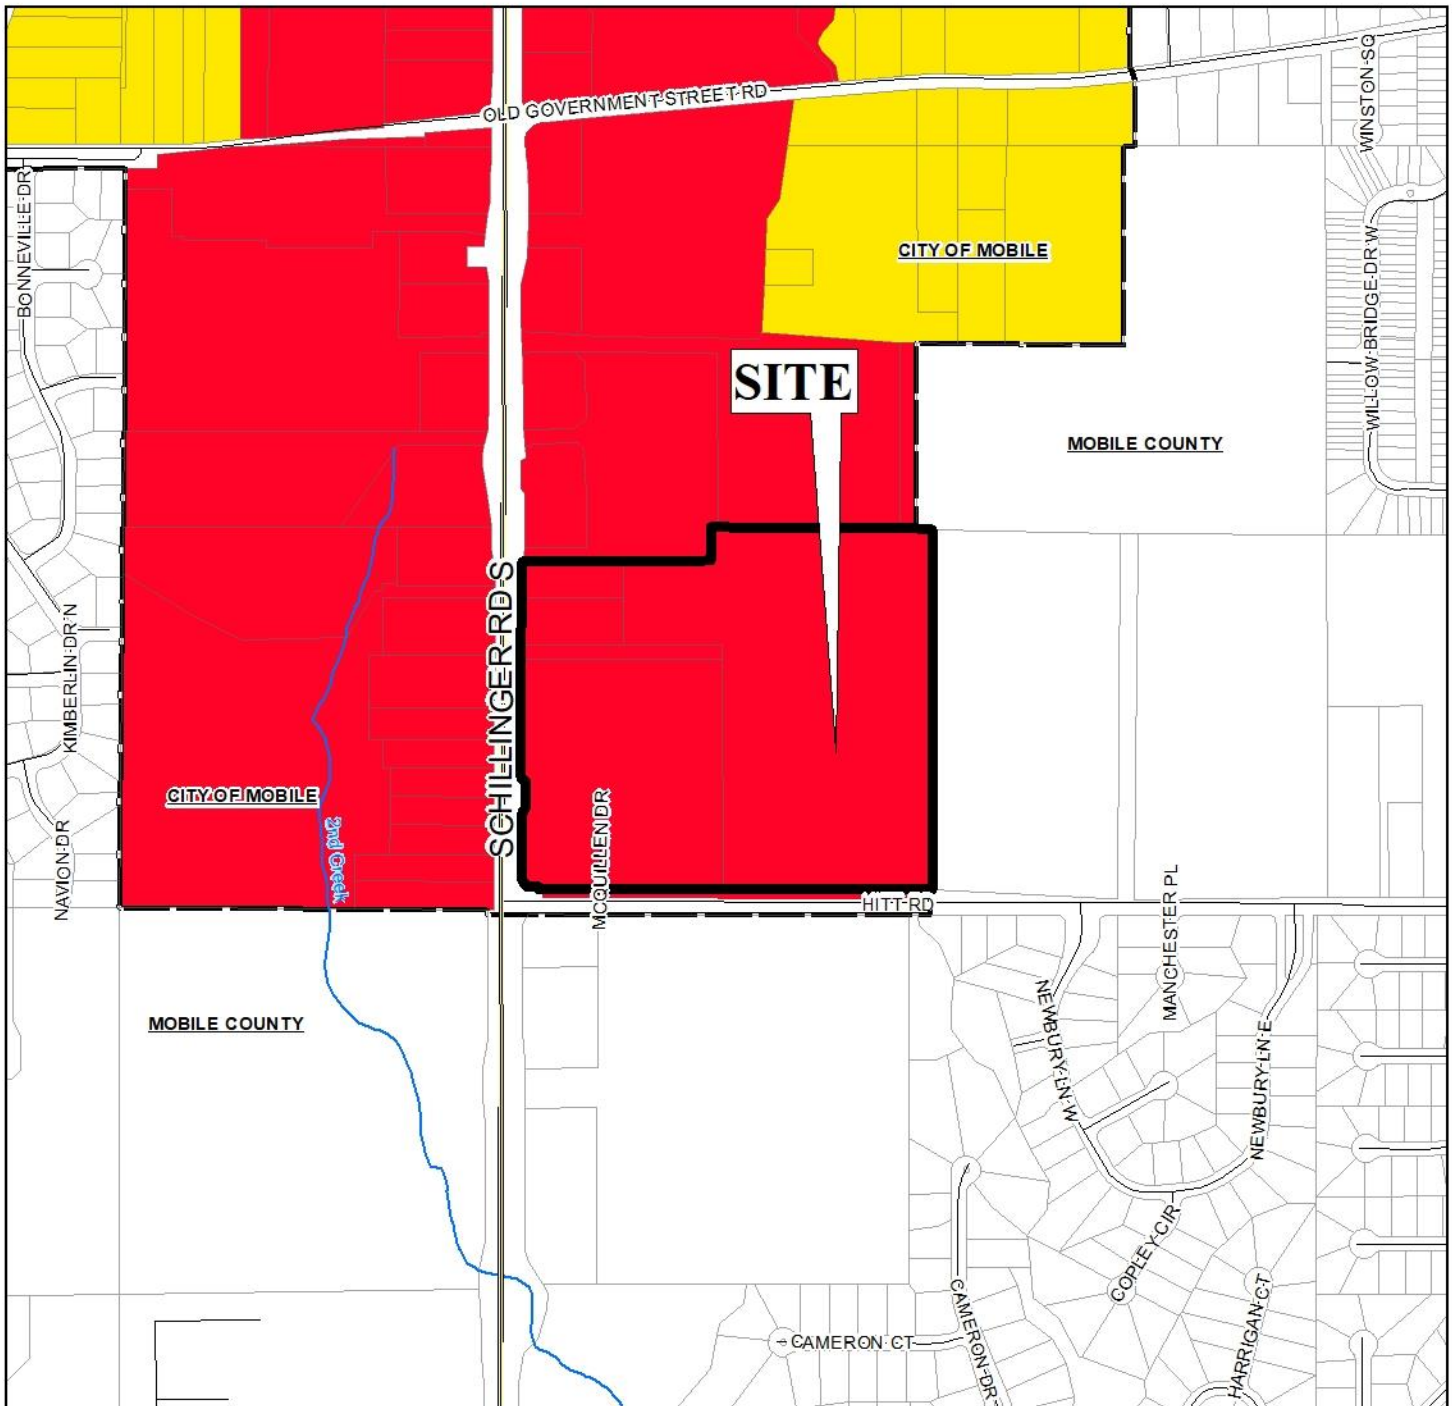 OLD GOVERNMENT STREET RD
WINSTON SQ
BONNEVILLE DR
CITY OF MOBILE
WILLOW BRIDGE DR W
SITE
MOBILE COUNTY
SCHILLINGER RD S
KIMBERLIN DR N
CITY OF MOBILE
NAVION DR
2nd Creek
MCQUILLEN DR
HITT RD
MANCHESTER PL
MOBILE COUNTY
NEWBURY LN W
NEWBURY LN E
COPLEY CIR
CAMERON CT
CAMERON DR
HARRIGAN CT